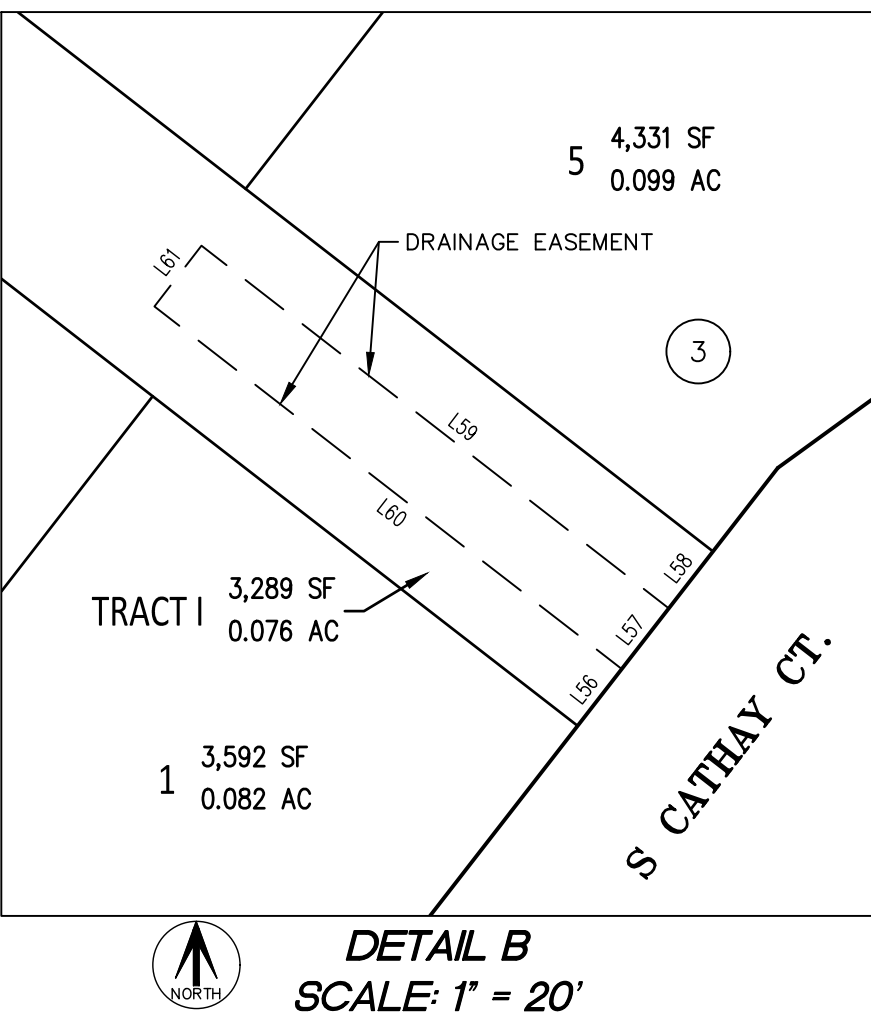 4,331 SF
5
0.099 AC
DRAINAGE EASEMENT
L61
3
L59
L60
L58
L57
L56
TRACT I
3,289 SF
0.076 AC
S CATHAY CT.
1
3,592 SF
0.082 AC
NORTH
DETAIL B
SCALE: 1" = 20'